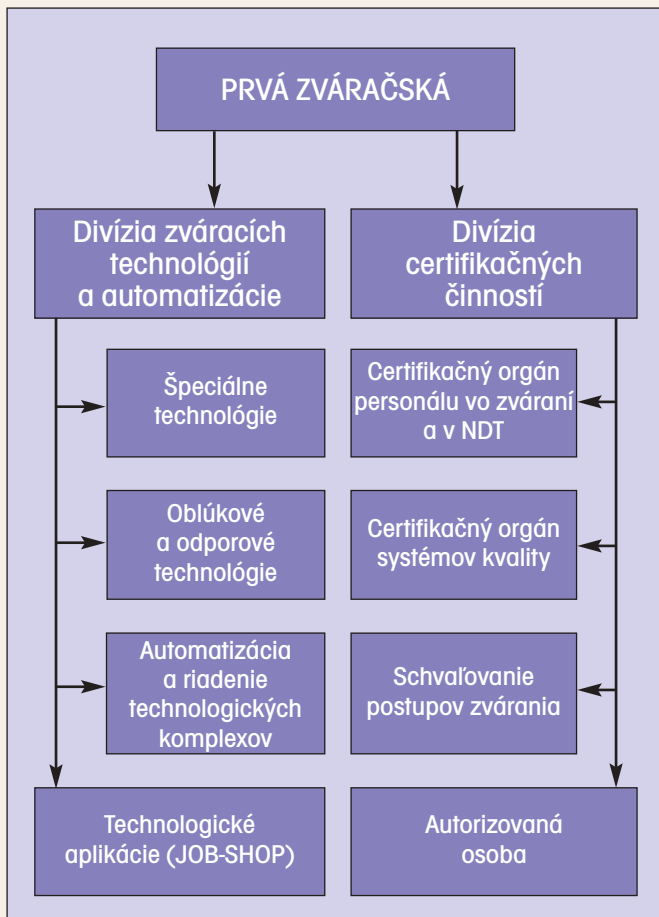 PRVÁ ZVÁRAČSKÁ
Divízia zváracích
technológií
a automatizácie
Divízia
certifikačných
činností
Špeciálne
technológie
Certifikačný orgán
personálu vo zváraní
a v NDT
Oblúkové
a odporové
technológie
Certifikačný orgán
systémov kvality
Automatizácia
a riadenie
technologických
komplexov
Schvaľovanie
postupov zvárania
Technologické
aplikácie (JOB-SHOP)
Autorizovaná
osoba